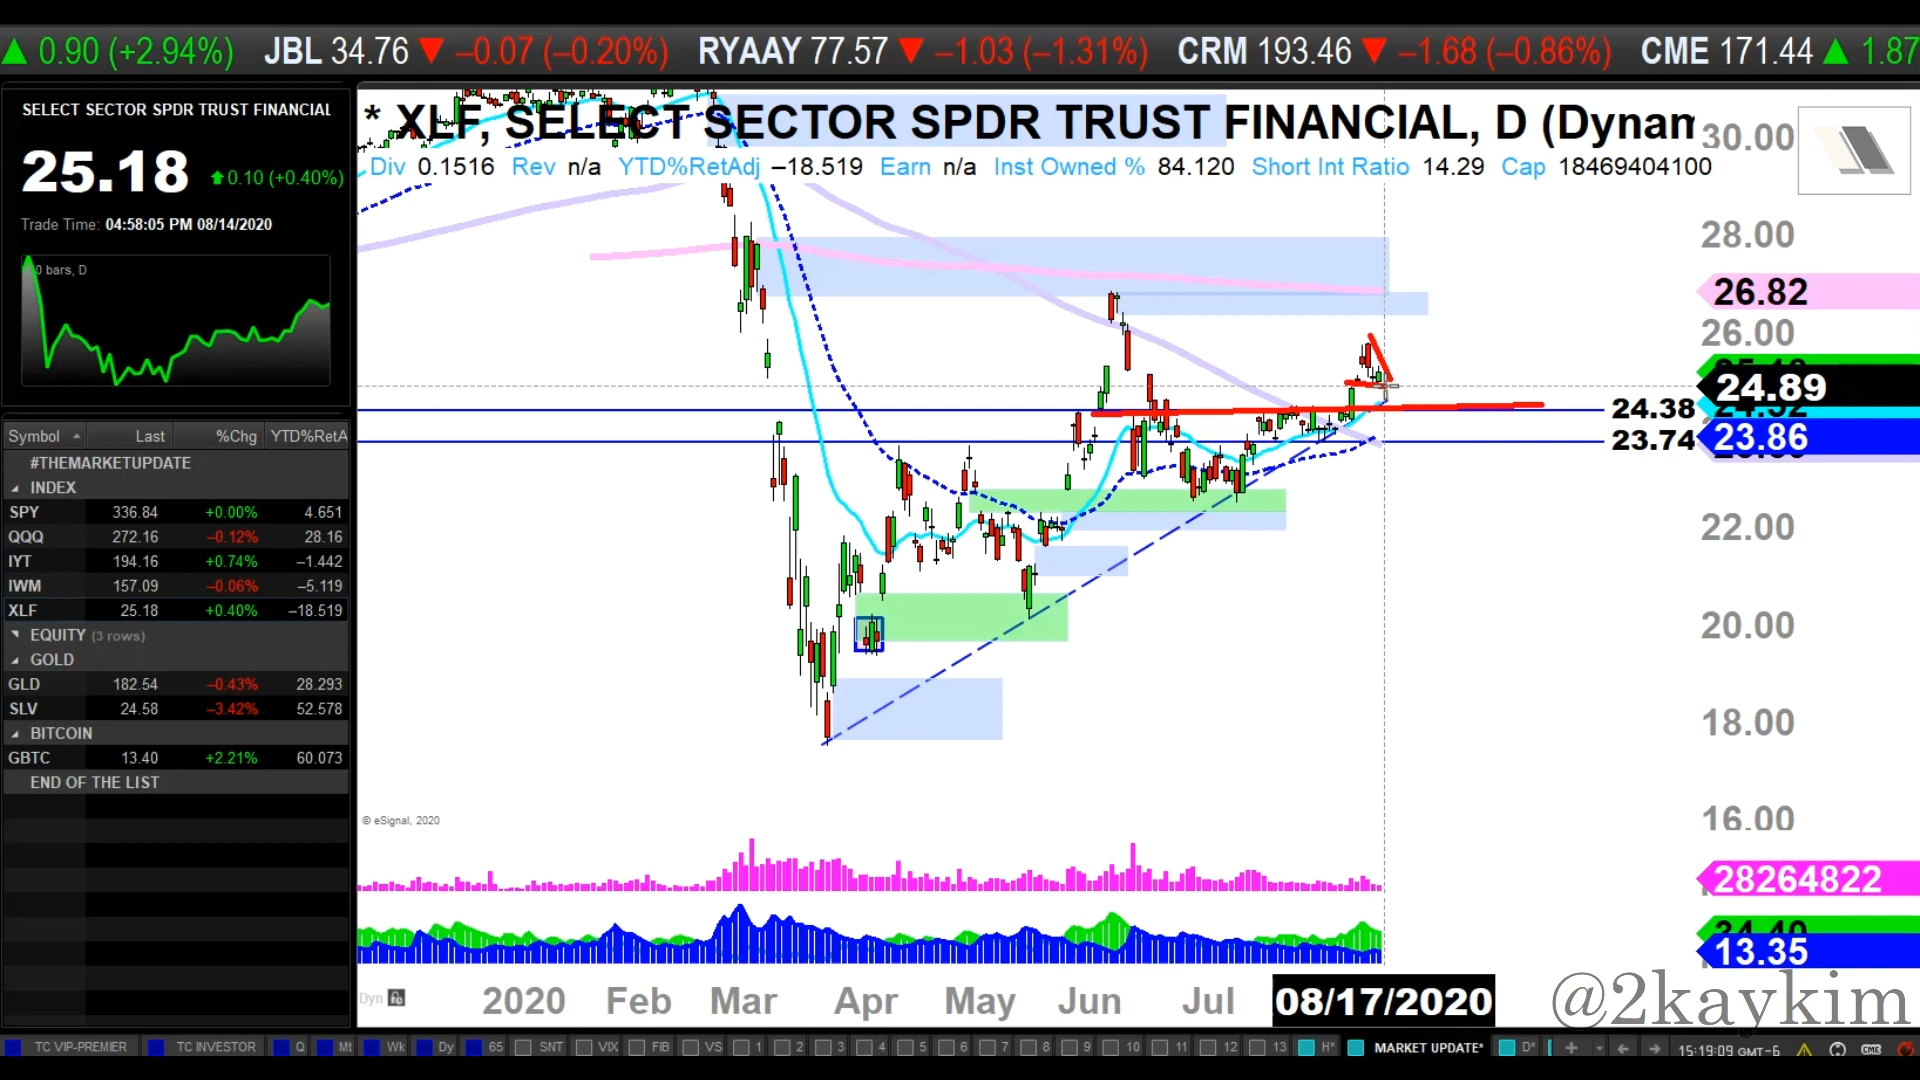 ▲ 0.90 (+2.94%) JBL 34.76 ▼ –0.07 (–0.20%) RYAAY 77.57 ▼ –1.03 (–1.31%) CRM 193.46 ▼ –1.68 (–0.86%) CME 171.44 ▲ 1.87
SELECT SECTOR SPDR TRUST FINANCIAL
25.18 0.10 (+0.40%)
Trade Time: 04:58:05 PM 08/14/2020
0 bars, D
Symbol Last %Chg YTD%RetA
#THEMARKETUPDATE
INDEX
SPY 336.84 +0.00% 4.651
QQQ 272.16 –0.12% 28.16
IYT 194.16 +0.74% –1.442
IWM 157.09 –0.06% –5.119
XLF 25.18 +0.40% –18.519
EQUITY (3 rows)
GOLD
GLD 182.54 –0.43% 28.293
SLV 24.58 –3.42% 52.578
BITCOIN
GBTC 13.40 +2.21% 60.073
END OF THE LIST
* XLF, SELECT SECTOR SPDR TRUST FINANCIAL, D (Dynam
Div 0.1516 Rev n/a YTD%RetAdj –18.519 Earn n/a Inst Owned % 84.120 Short Int Ratio 14.29 Cap 18469404100
30.00
28.00
26.82
26.00
24.89
24.38
23.86
23.74
22.00
20.00
18.00
16.00
© eSignal, 2020
28264822
34.40
13.35
Dyn 2020 Feb Mar Apr May Jun Jul 08/17/2020
@2kaykim
TC VIP-PREMIER TC INVESTOR Q Mt Wk Dy 65 SNT VIX FIB VS 1 2 3 4 5 6 7 8 9 10 11 12 13 H* MARKET UPDATE* D* 15:19:09 GMT-6 CME